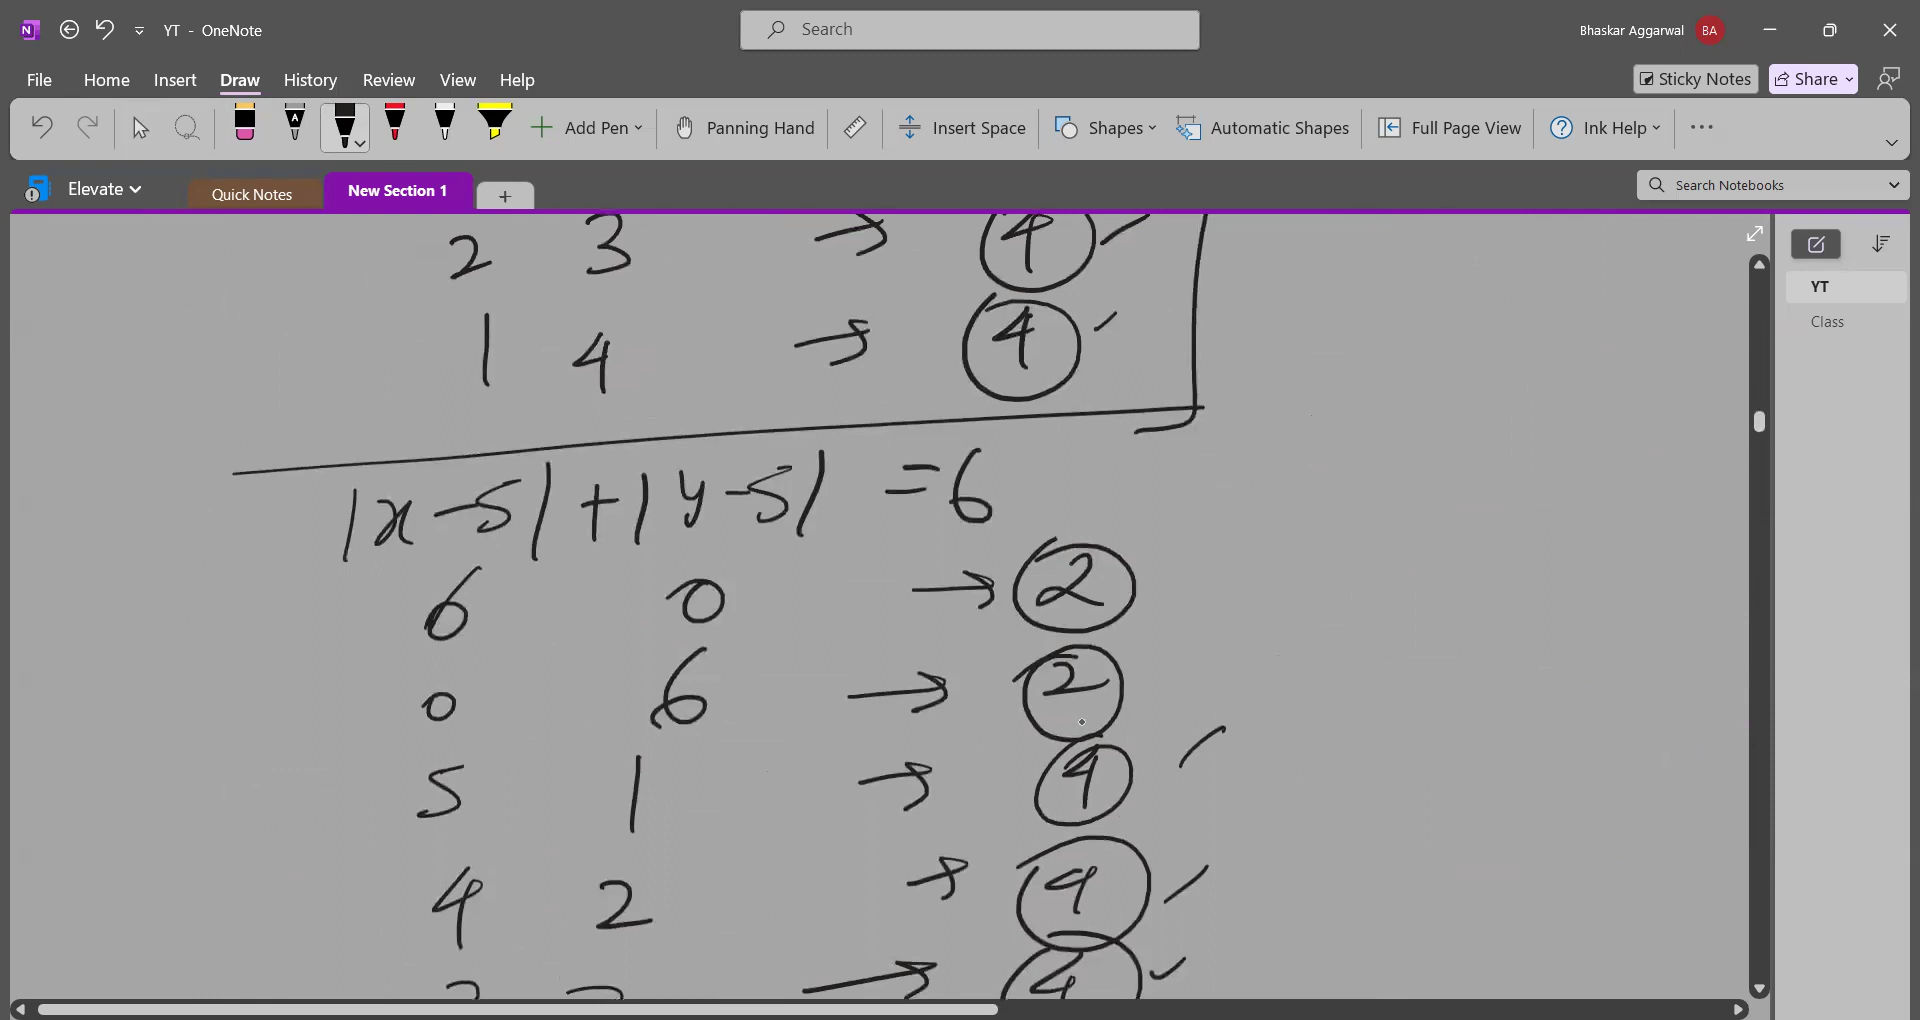 YT - OneNote
Search
Bhaskar Aggarwal BA
File Home Insert Draw History Review View Help
Sticky Notes Share
A Add Pen Panning Hand Insert Space Shapes Automatic Shapes Full Page View Ink Help
Elevate Quick Notes New Section 1 + Search Notebooks
YT
Class
2 3 → 4 ✓
1 4 → 4 ✓
|x-5| + |y-5| = 6
6 0 → 2
0 6 → 2
5 1 → 4 ✓
4 2 → 4 ✓
→ 4 ✓